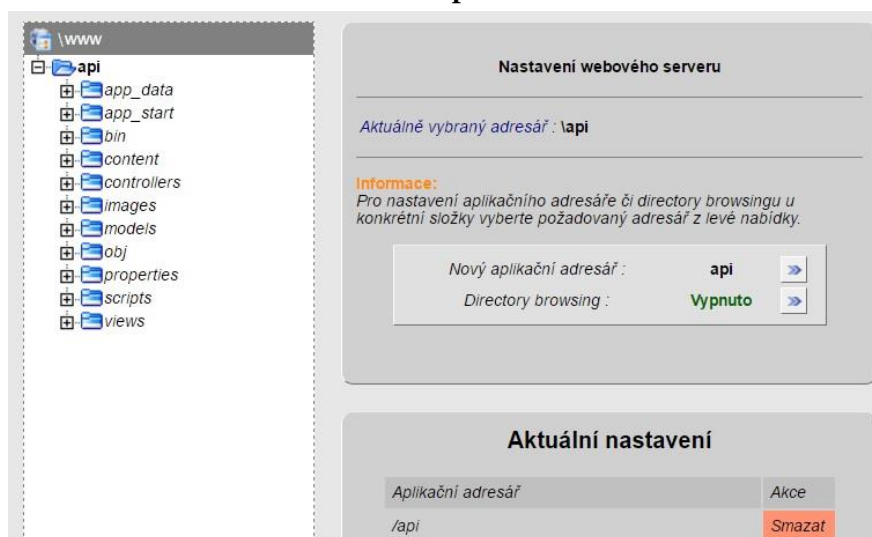 \www
api
app_data
app_start
bin
content
controllers
images
models
obj
properties
scripts
views
Nastavení webového serveru
Aktuálně vybraný adresář : \api
Informace:
Pro nastavení aplikačního adresáře či directory browsingu u
konkrétní složky vyberte požadovaný adresář z levé nabídky.
Nový aplikační adresář : api »
Directory browsing : Vypnuto »
Aktuální nastavení
Aplikační adresář Akce
/api Smazat